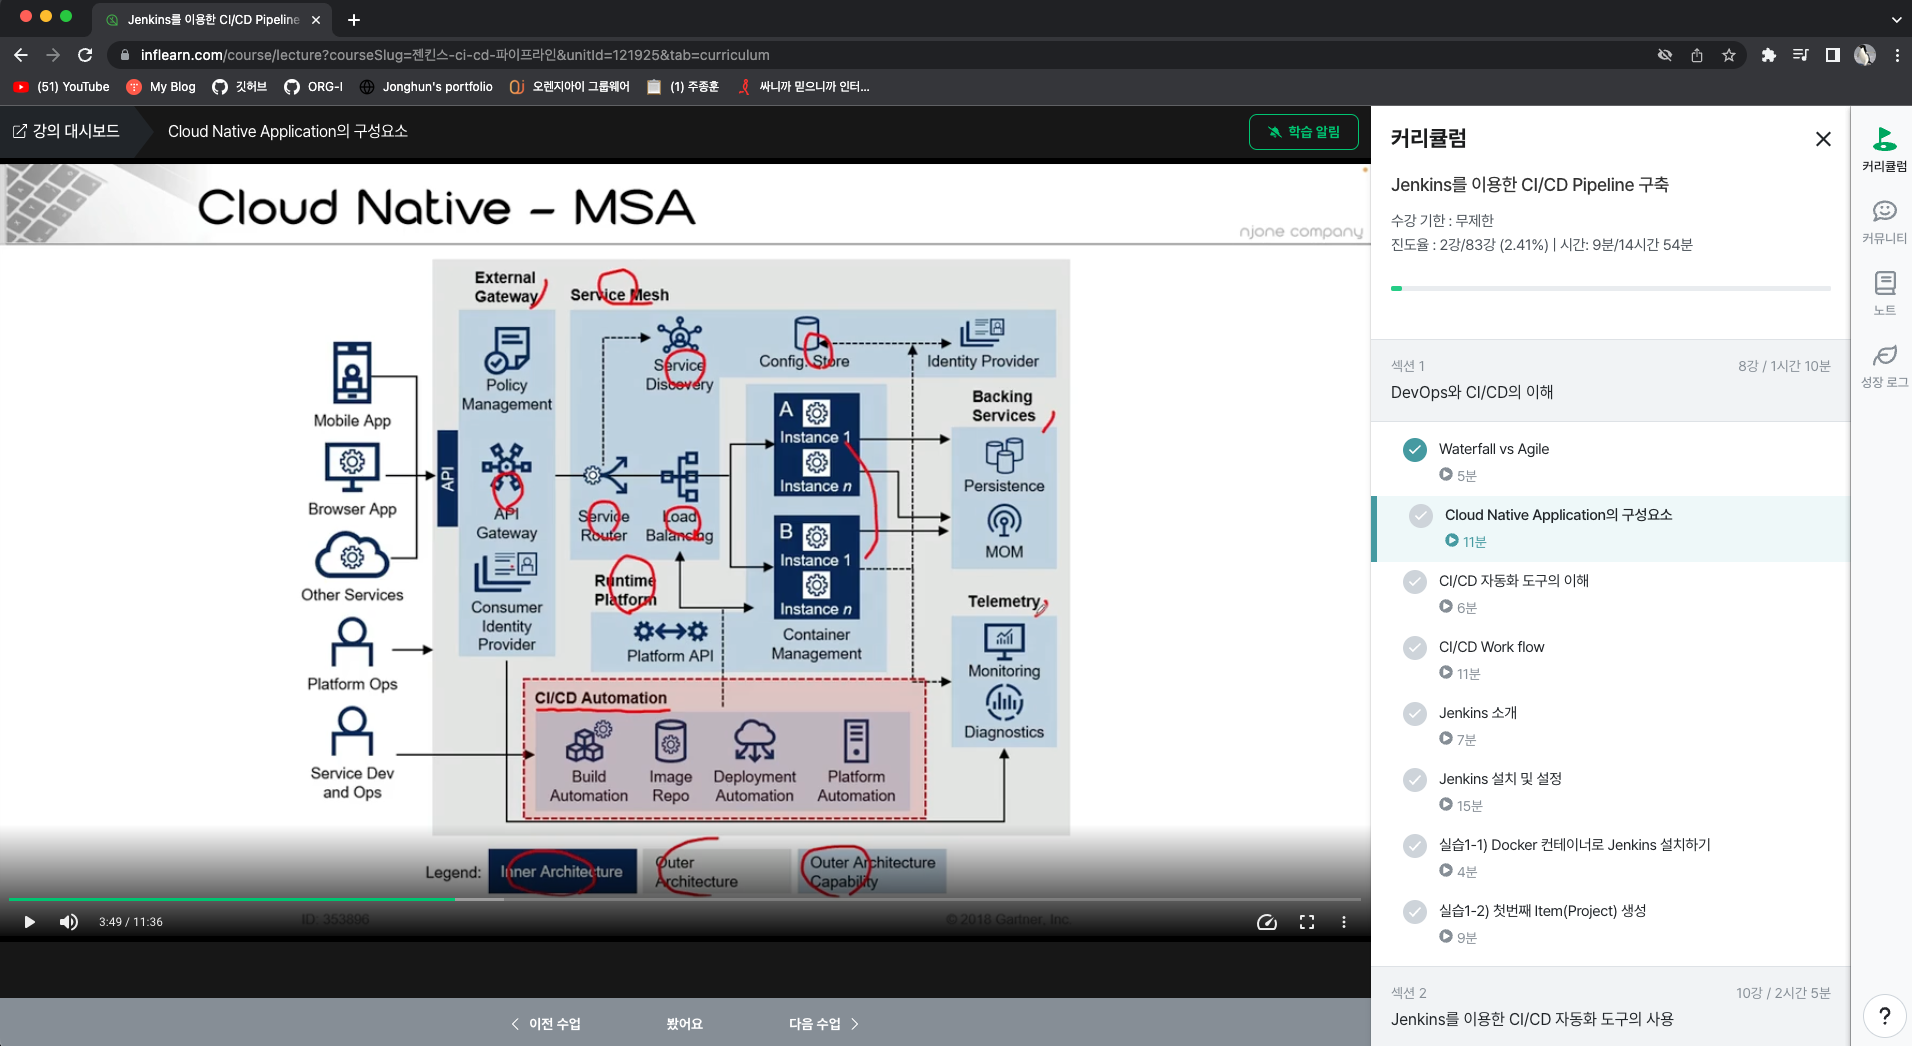 Jenkins를 이용한 CI/CD Pipeline
inflearn.com/course/lecture?courseSlug=젠킨스-ci-cd-파이프라인&unitId=121925&tab=curriculum
(51) YouTube
My Blog
깃허브
ORG-I
Jonghun's portfolio
오렌지아이 그룹웨어
(1) 주종훈
싸니까 믿으니까 인터...
강의 대시보드
Cloud Native Application의 구성요소
학습 알림
Cloud Native - MSA
njone company
External
Gateway
Service Mesh
Policy
Management
Service
Discovery
Config. Store
Identity Provider
Mobile App
Browser App
Other Services
Platform Ops
Service Dev
and Ops
API
API
Gateway
Consumer
Identity
Provider
Service
Router
Load
Balancing
A
Instance 1
Instance n
B
Instance 1
Instance n
Container
Management
Runtime
Platform
Platform API
Backing
Services
Persistence
MOM
Telemetry
Monitoring
Diagnostics
CI/CD Automation
Build
Automation
Image
Repo
Deployment
Automation
Platform
Automation
Legend:
Inner Architecture
Outer
Architecture
Outer Architecture
Capability
ID: 353896
© 2018 Gartner, Inc.
3:49 / 11:36
이전 수업
봤어요
다음 수업
커리큘럼
Jenkins를 이용한 CI/CD Pipeline 구축
수강 기한 : 무제한
진도율 : 2강/83강 (2.41%) | 시간: 9분/14시간 54분
섹션 1
8강 / 1시간 10분
DevOps와 CI/CD의 이해
Waterfall vs Agile
5분
Cloud Native Application의 구성요소
11분
CI/CD 자동화 도구의 이해
6분
CI/CD Work flow
11분
Jenkins 소개
7분
Jenkins 설치 및 설정
15분
실습1-1) Docker 컨테이너로 Jenkins 설치하기
4분
실습1-2) 첫번째 Item(Project) 생성
9분
섹션 2
10강 / 2시간 5분
Jenkins를 이용한 CI/CD 자동화 도구의 사용
커리큘럼
커뮤니티
노트
성장 로그
?